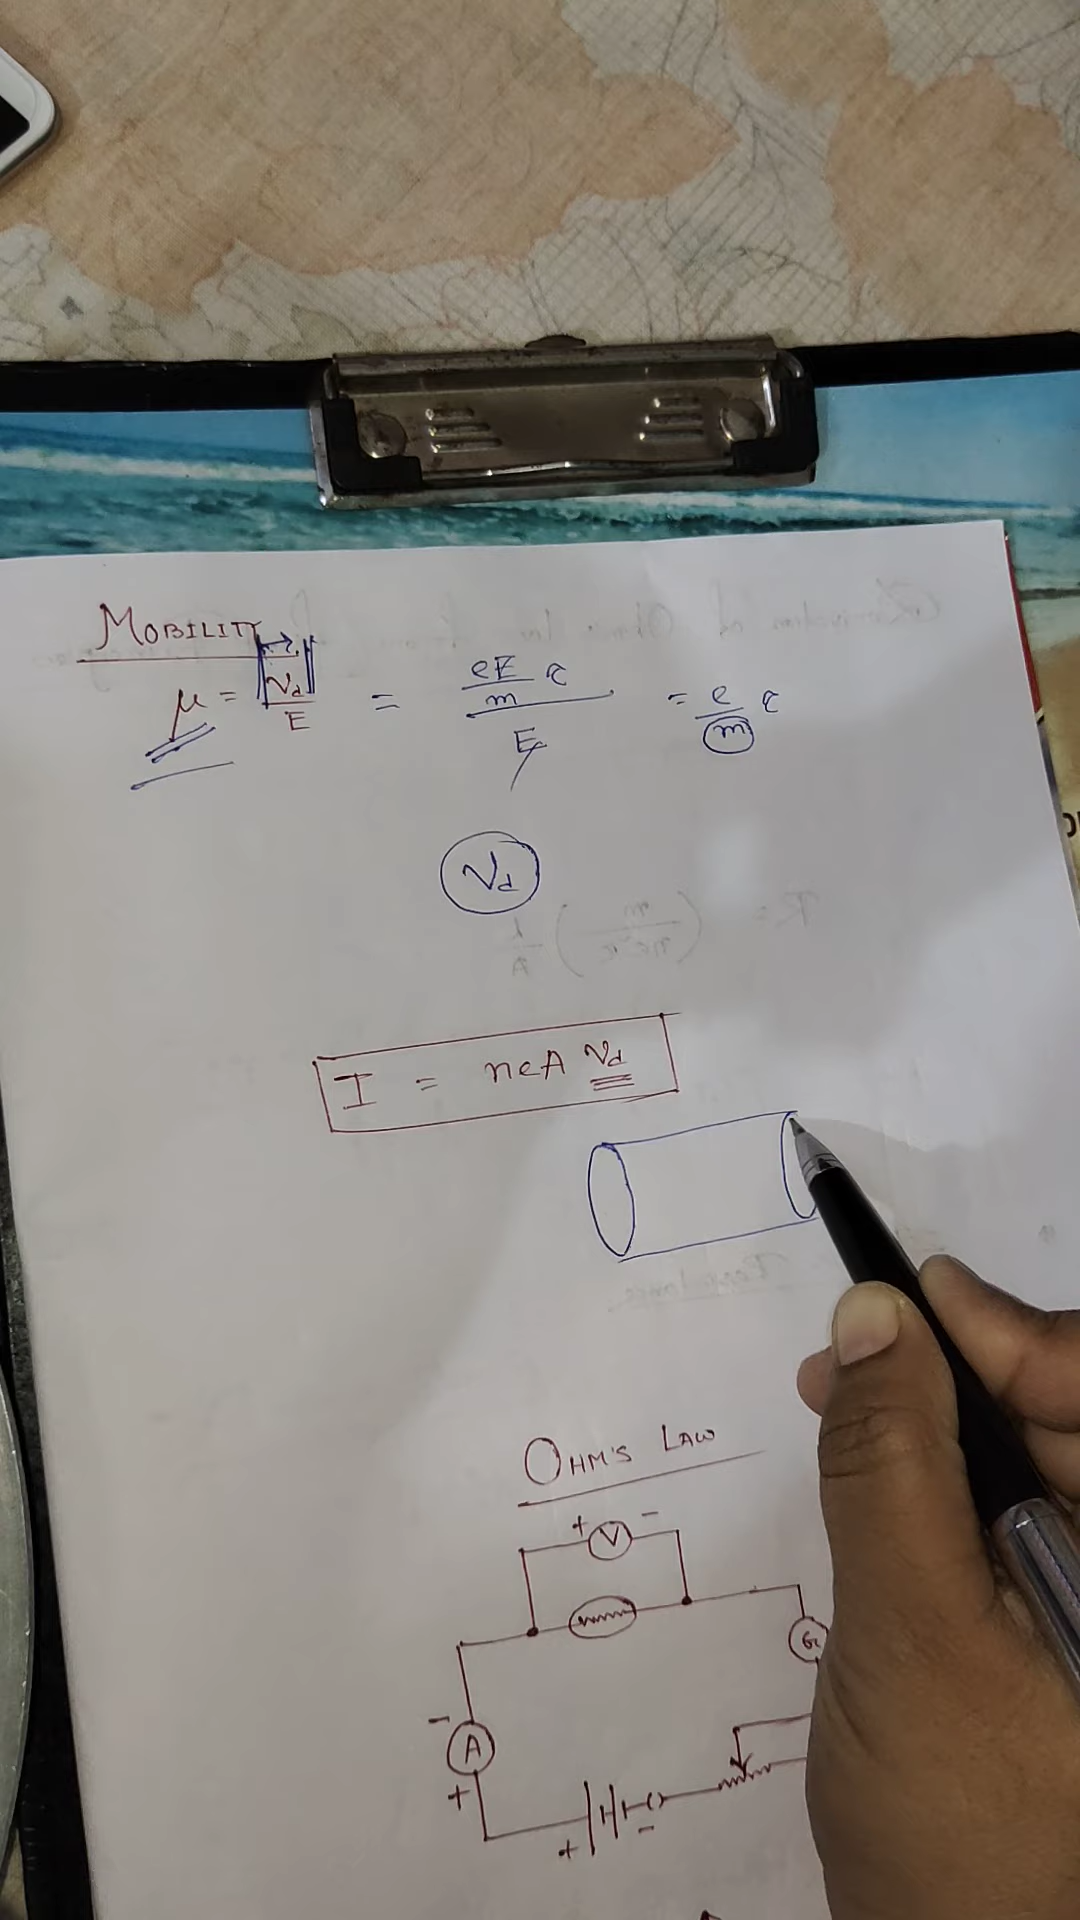 MOBILITY
μ = Vd/E = (eE/m τ)/E = e/m τ
Vd
I = neA Vd
OHM'S LAW
+ V -
G
-
A
+
+ -